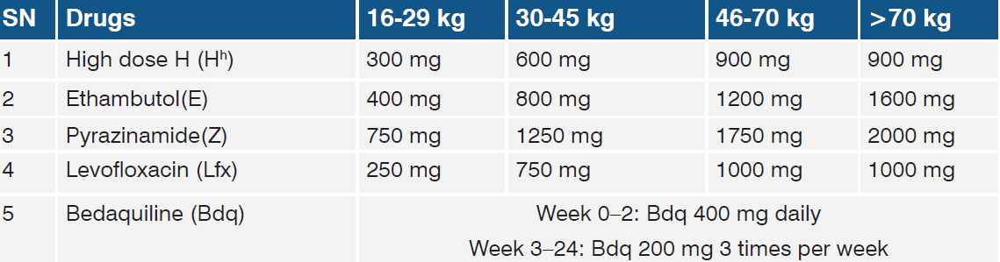 SN Drugs 16-29 kg 30-45 kg 46-70 kg >70 kg
1 High dose H (Hʰ) 300 mg 600 mg 900 mg 900 mg
2 Ethambutol(E) 400 mg 800 mg 1200 mg 1600 mg
3 Pyrazinamide(Z) 750 mg 1250 mg 1750 mg 2000 mg
4 Levofloxacin (Lfx) 250 mg 750 mg 1000 mg 1000 mg
5 Bedaquiline (Bdq) Week 0–2: Bdq 400 mg daily
Week 3–24: Bdq 200 mg 3 times per week